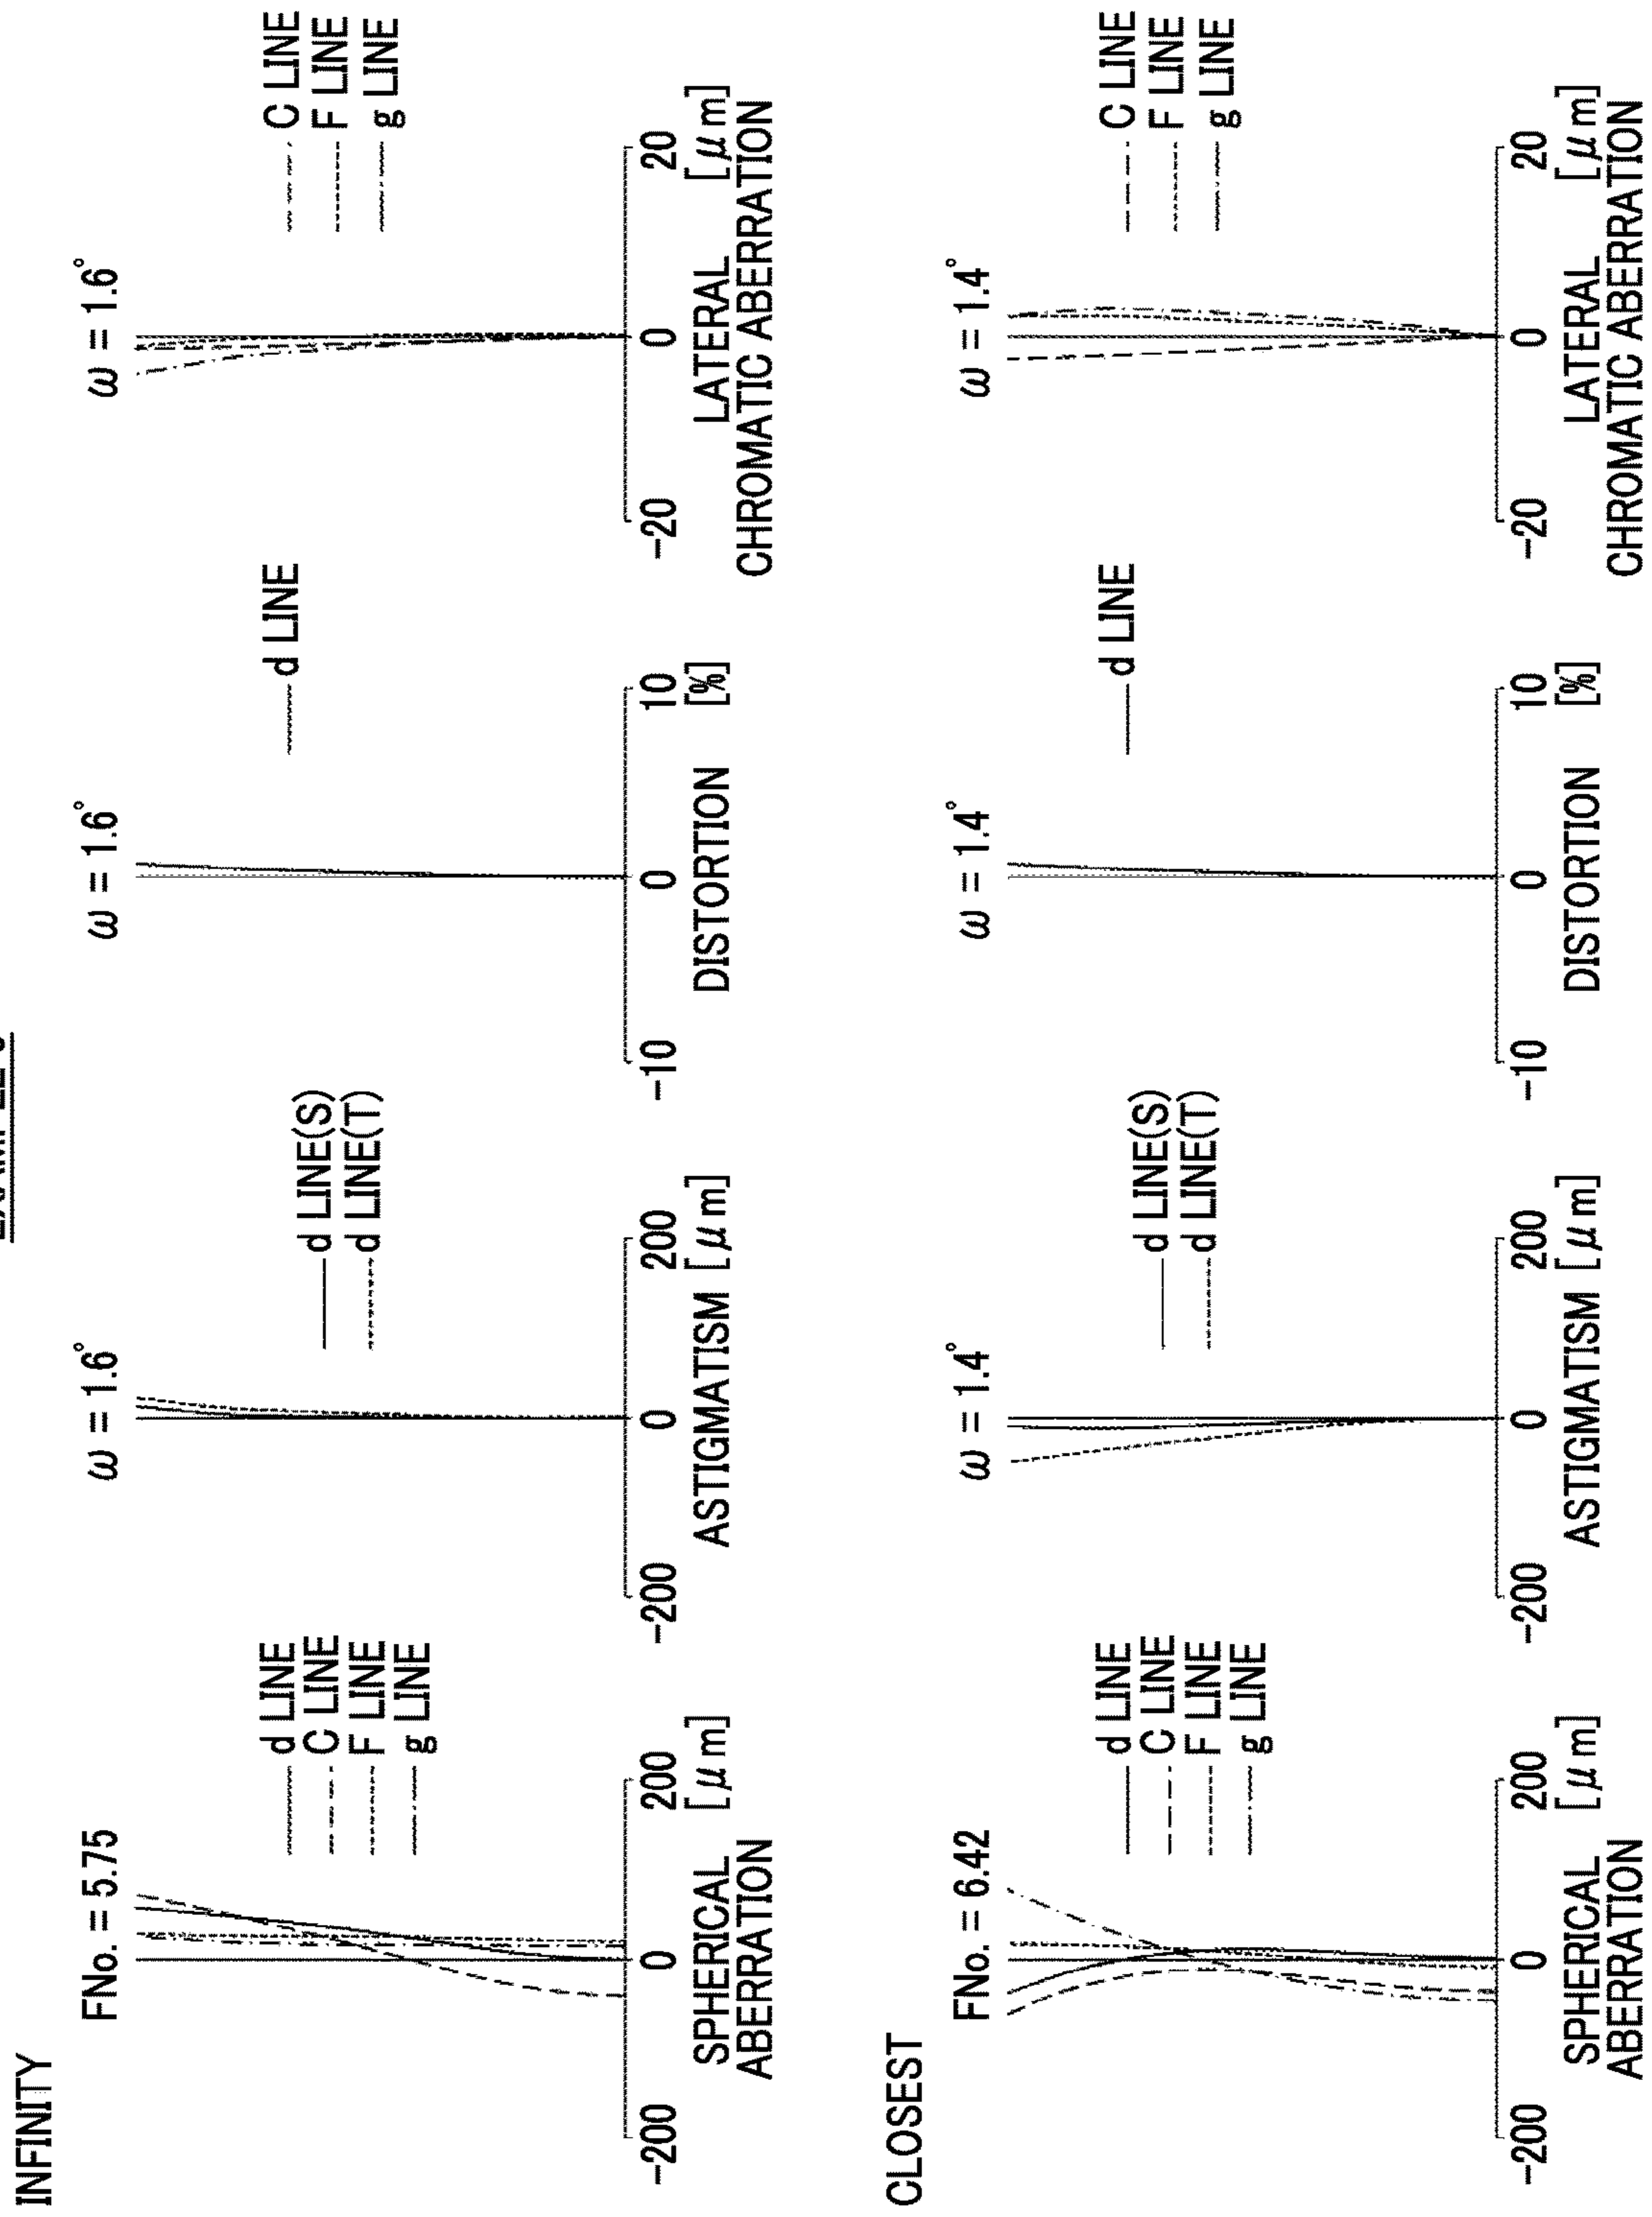 INFINITY
FNo. = 5.75
d LINE
C LINE
F LINE
g LINE
-200 0 200
SPHERICAL [μm]
ABERRATION
ω = 1.6°
d LINE(S)
d LINE(T)
-200 0 200
ASTIGMATISM [μm]
ω = 1.6°
d LINE
-10 0 10
DISTORTION [%]
ω = 1.6°
C LINE
F LINE
g LINE
-20 0 20
LATERAL [μm]
CHROMATIC ABERRATION
CLOSEST
FNo. = 6.42
d LINE
C LINE
F LINE
g LINE
-200 0 200
SPHERICAL [μm]
ABERRATION
ω = 1.4°
d LINE(S)
d LINE(T)
-200 0 200
ASTIGMATISM [μm]
ω = 1.4°
d LINE
-10 0 10
DISTORTION [%]
ω = 1.4°
C LINE
F LINE
g LINE
-20 0 20
LATERAL [μm]
CHROMATIC ABERRATION